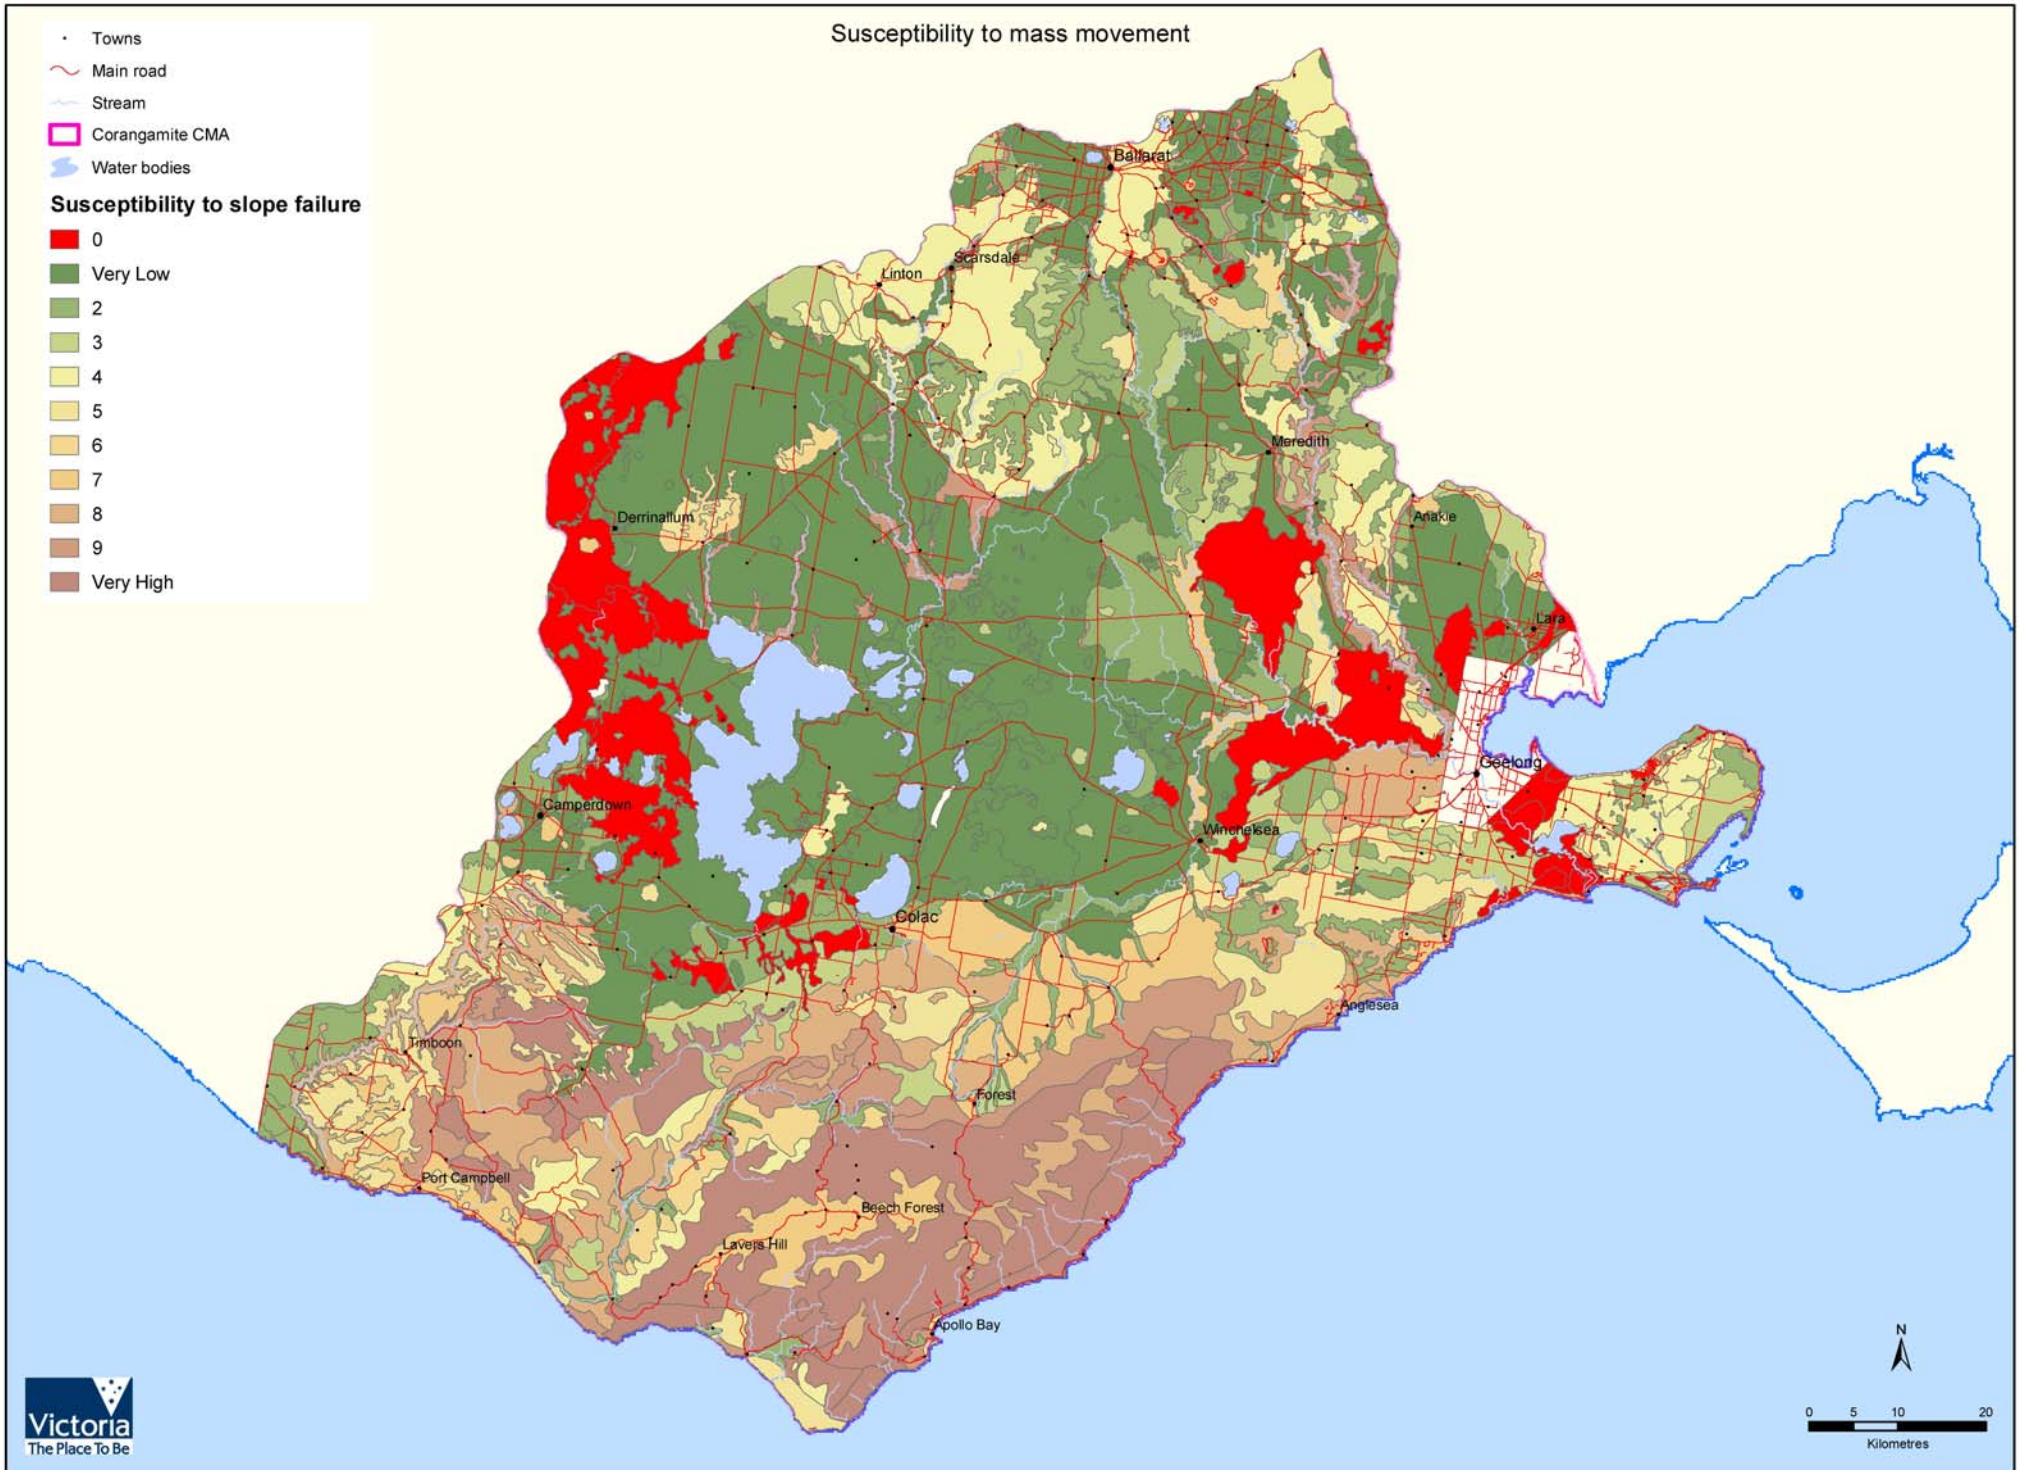 Susceptibility to mass movement
Towns
Main road
Stream
Corangamite CMA
Water bodies
Susceptibility to slope failure
0
Very Low
2
3
4
5
6
7
8
9
Very High
Ballarat
Scarsdale
Linton
Meredith
Derrinallum
Anakie
Lara
Geelong
Camperdown
Winchelsea
Colac
Anglesea
Timboon
Forest
Port Campbell
Beech Forest
Lavers Hill
Apollo Bay
N
0 5 10 20
Kilometres
Victoria
The Place To Be